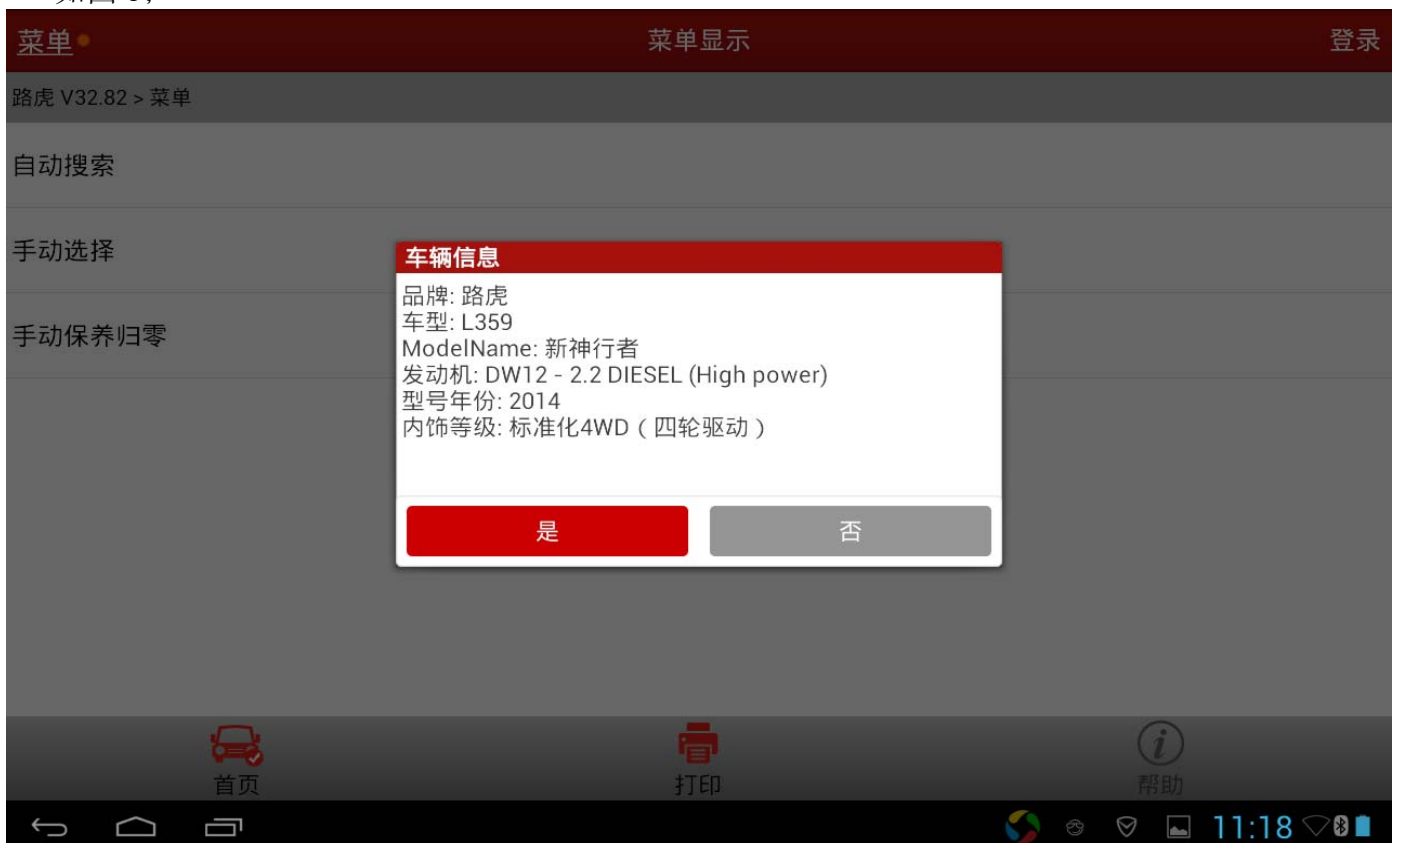 菜单
菜单显示
登录
路虎 V32.82 > 菜单
自动搜索
手动选择
手动保养归零
车辆信息
品牌: 路虎
车型: L359
ModelName: 新神行者
发动机: DW12 - 2.2 DIESEL (High power)
型号年份: 2014
内饰等级: 标准化4WD（四轮驱动）
是
否
首页
打印
帮助
11:18